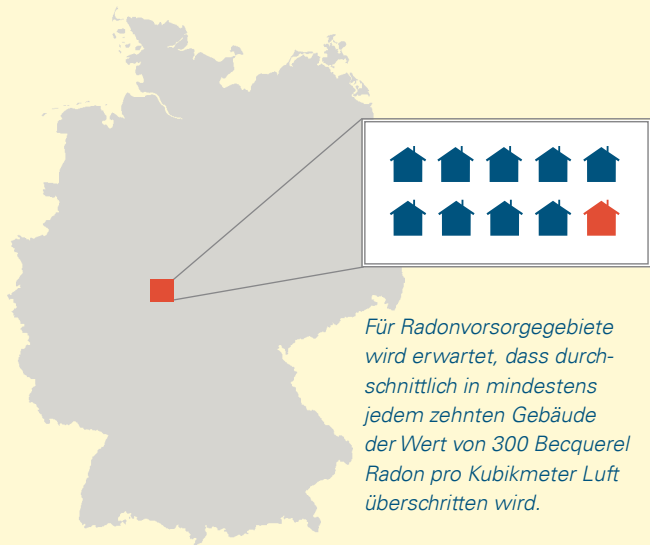 Für Radonvorsorgegebiete
wird erwartet, dass durch-
schnittlich in mindestens
jedem zehnten Gebäude
der Wert von 300 Becquerel
Radon pro Kubikmeter Luft
überschritten wird.